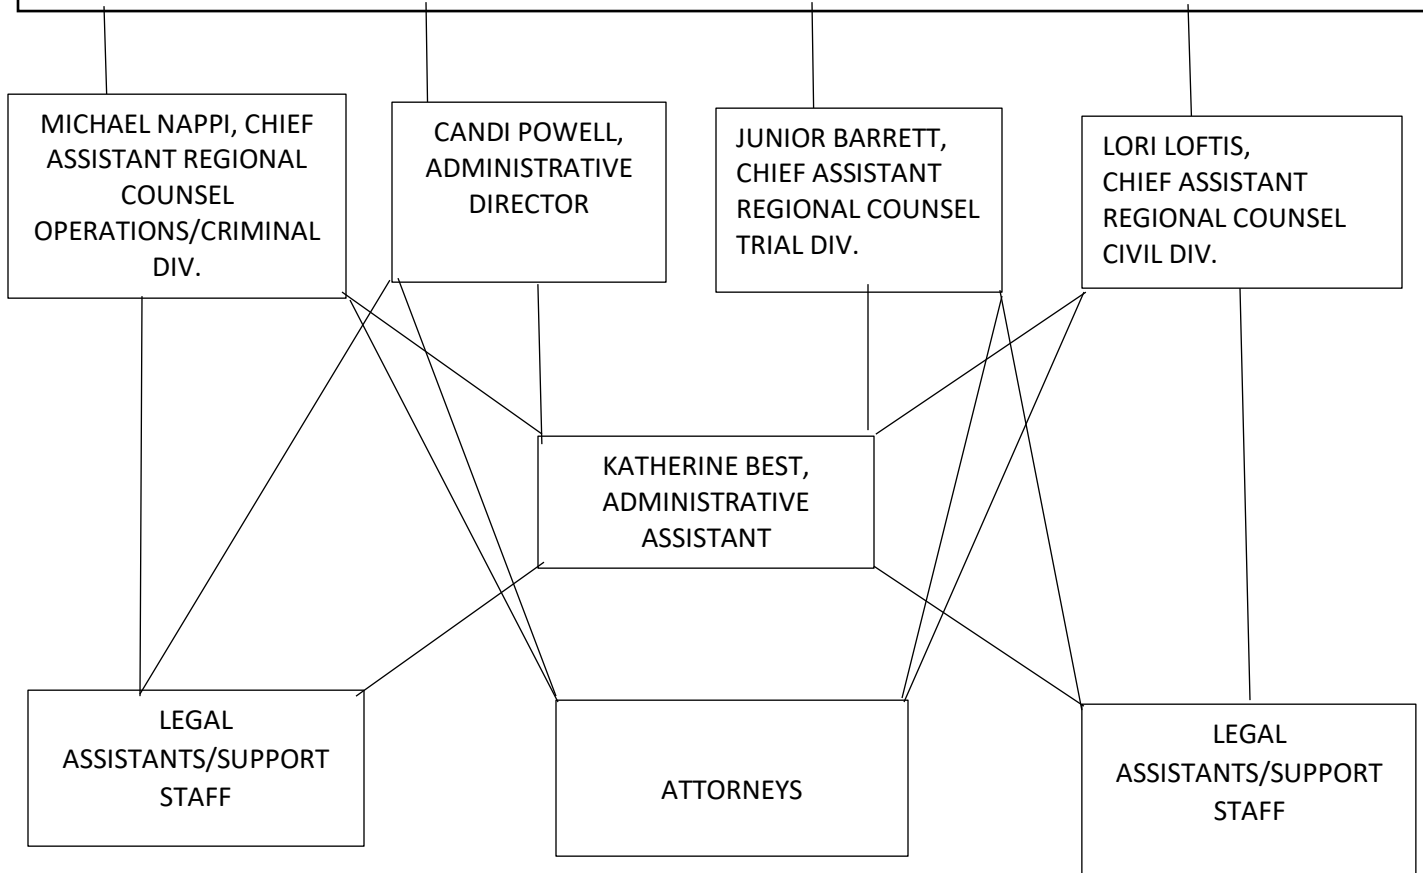 MICHAEL NAPPI, CHIEF
ASSISTANT REGIONAL
COUNSEL
OPERATIONS/CRIMINAL
DIV.
CANDI POWELL,
ADMINISTRATIVE
DIRECTOR
JUNIOR BARRETT,
CHIEF ASSISTANT
REGIONAL COUNSEL
TRIAL DIV.
LORI LOFTIS,
CHIEF ASSISTANT
REGIONAL COUNSEL
CIVIL DIV.
KATHERINE BEST,
ADMINISTRATIVE
ASSISTANT
LEGAL
ASSISTANTS/SUPPORT
STAFF
ATTORNEYS
LEGAL
ASSISTANTS/SUPPORT
STAFF